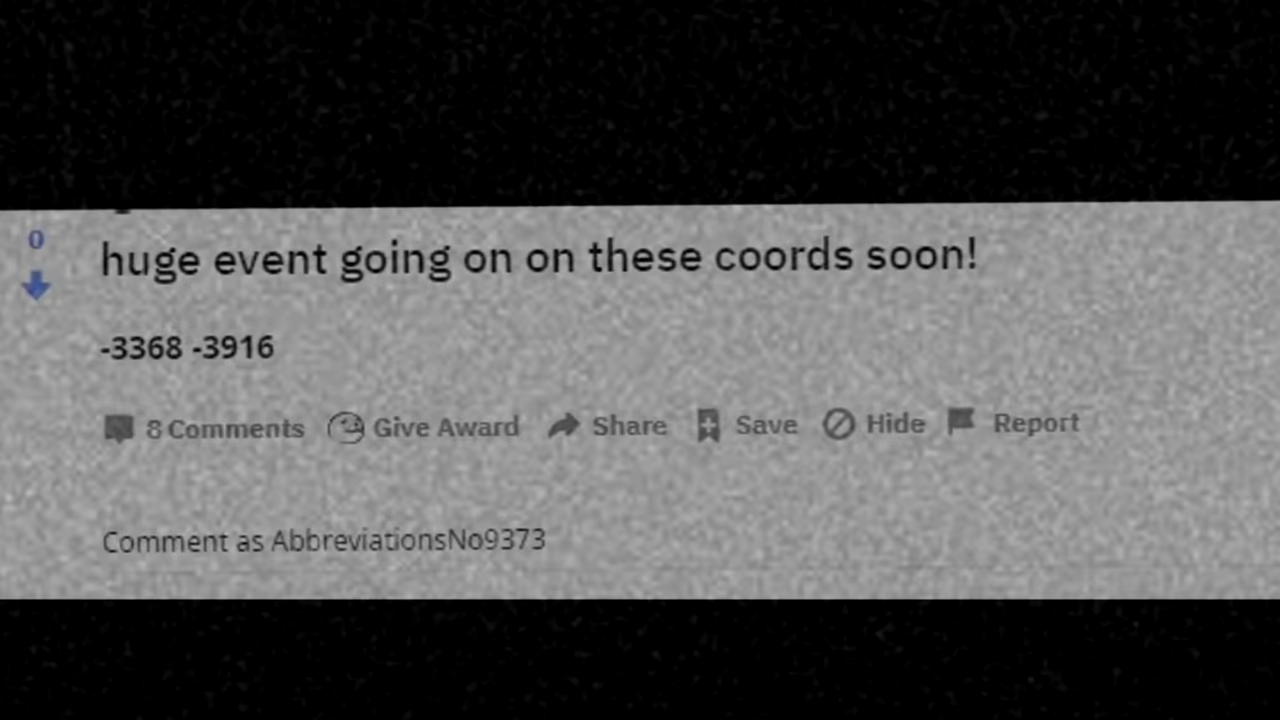 0
huge event going on on these coords soon!
-3368 -3916
8 Comments Give Award Share Save Hide Report
Comment as AbbreviationsNo9373